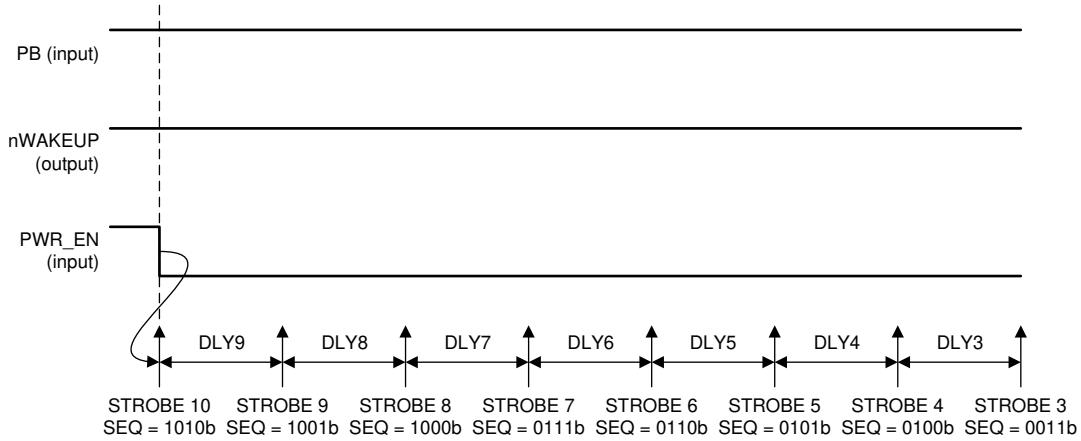 PB (input)
nWAKEUP
(output)
PWR_EN
(input)
DLY9 DLY8 DLY7 DLY6 DLY5 DLY4 DLY3
STROBE 10 STROBE 9 STROBE 8 STROBE 7 STROBE 6 STROBE 5 STROBE 4 STROBE 3
SEQ = 1010b SEQ = 1001b SEQ = 1000b SEQ = 0111b SEQ = 0110b SEQ = 0101b SEQ = 0100b SEQ = 0011b